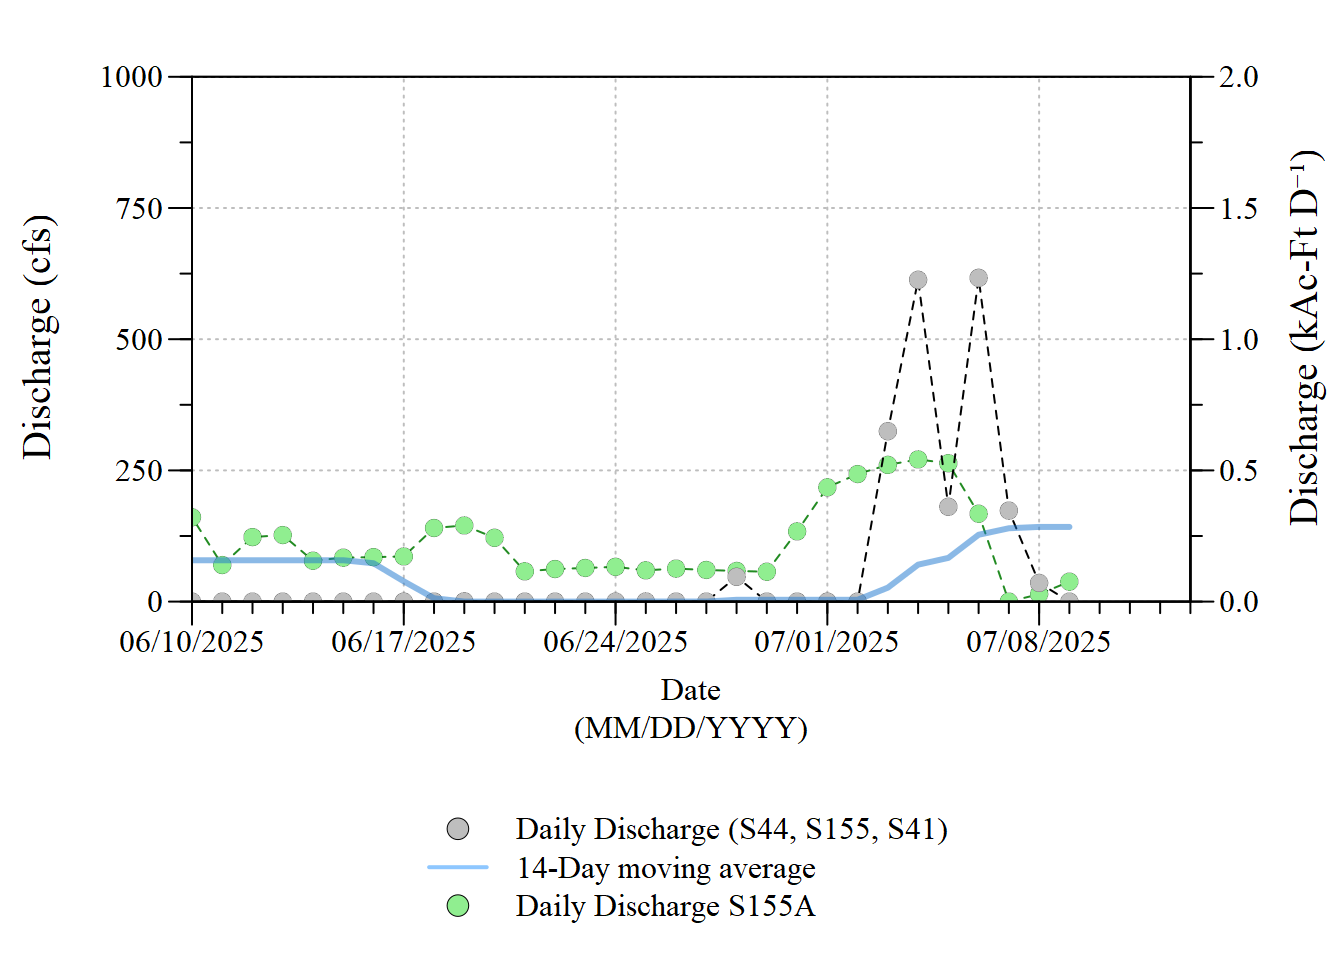 1000
750
500
250
0
Discharge (cfs)
2.0
1.5
1.0
0.5
0.0
Discharge (kAc-Ft D⁻¹)
06/10/2025
06/17/2025
06/24/2025
07/01/2025
07/08/2025
Date
(MM/DD/YYYY)
Daily Discharge (S44, S155, S41)
14-Day moving average
Daily Discharge S155A